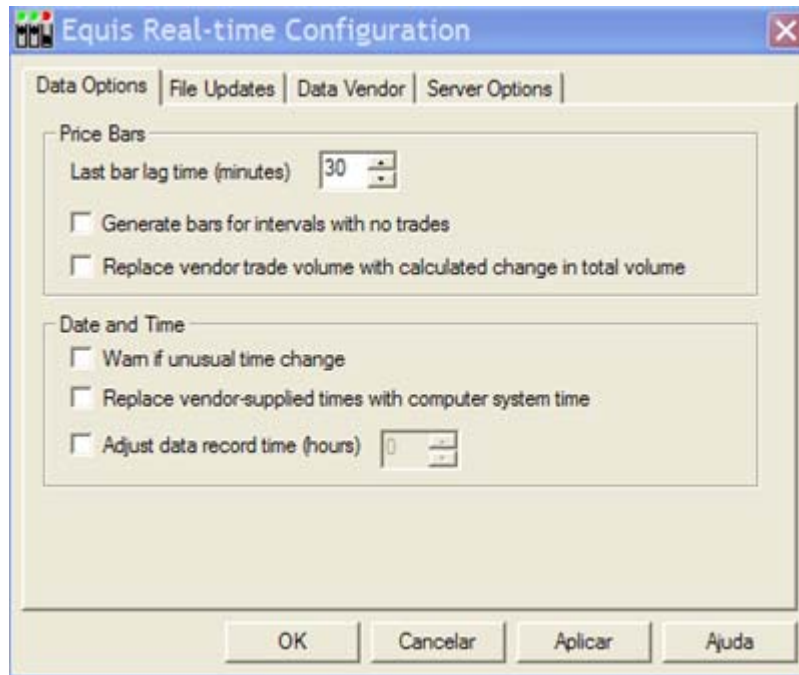 Equis Real-time Configuration
Data Options File Updates Data Vendor Server Options
Price Bars
Last bar lag time (minutes) 30
Generate bars for intervals with no trades
Replace vendor trade volume with calculated change in total volume
Date and Time
Warn if unusual time change
Replace vendor-supplied times with computer system time
Adjust data record time (hours) 0
OK Cancelar Aplicar Ajuda